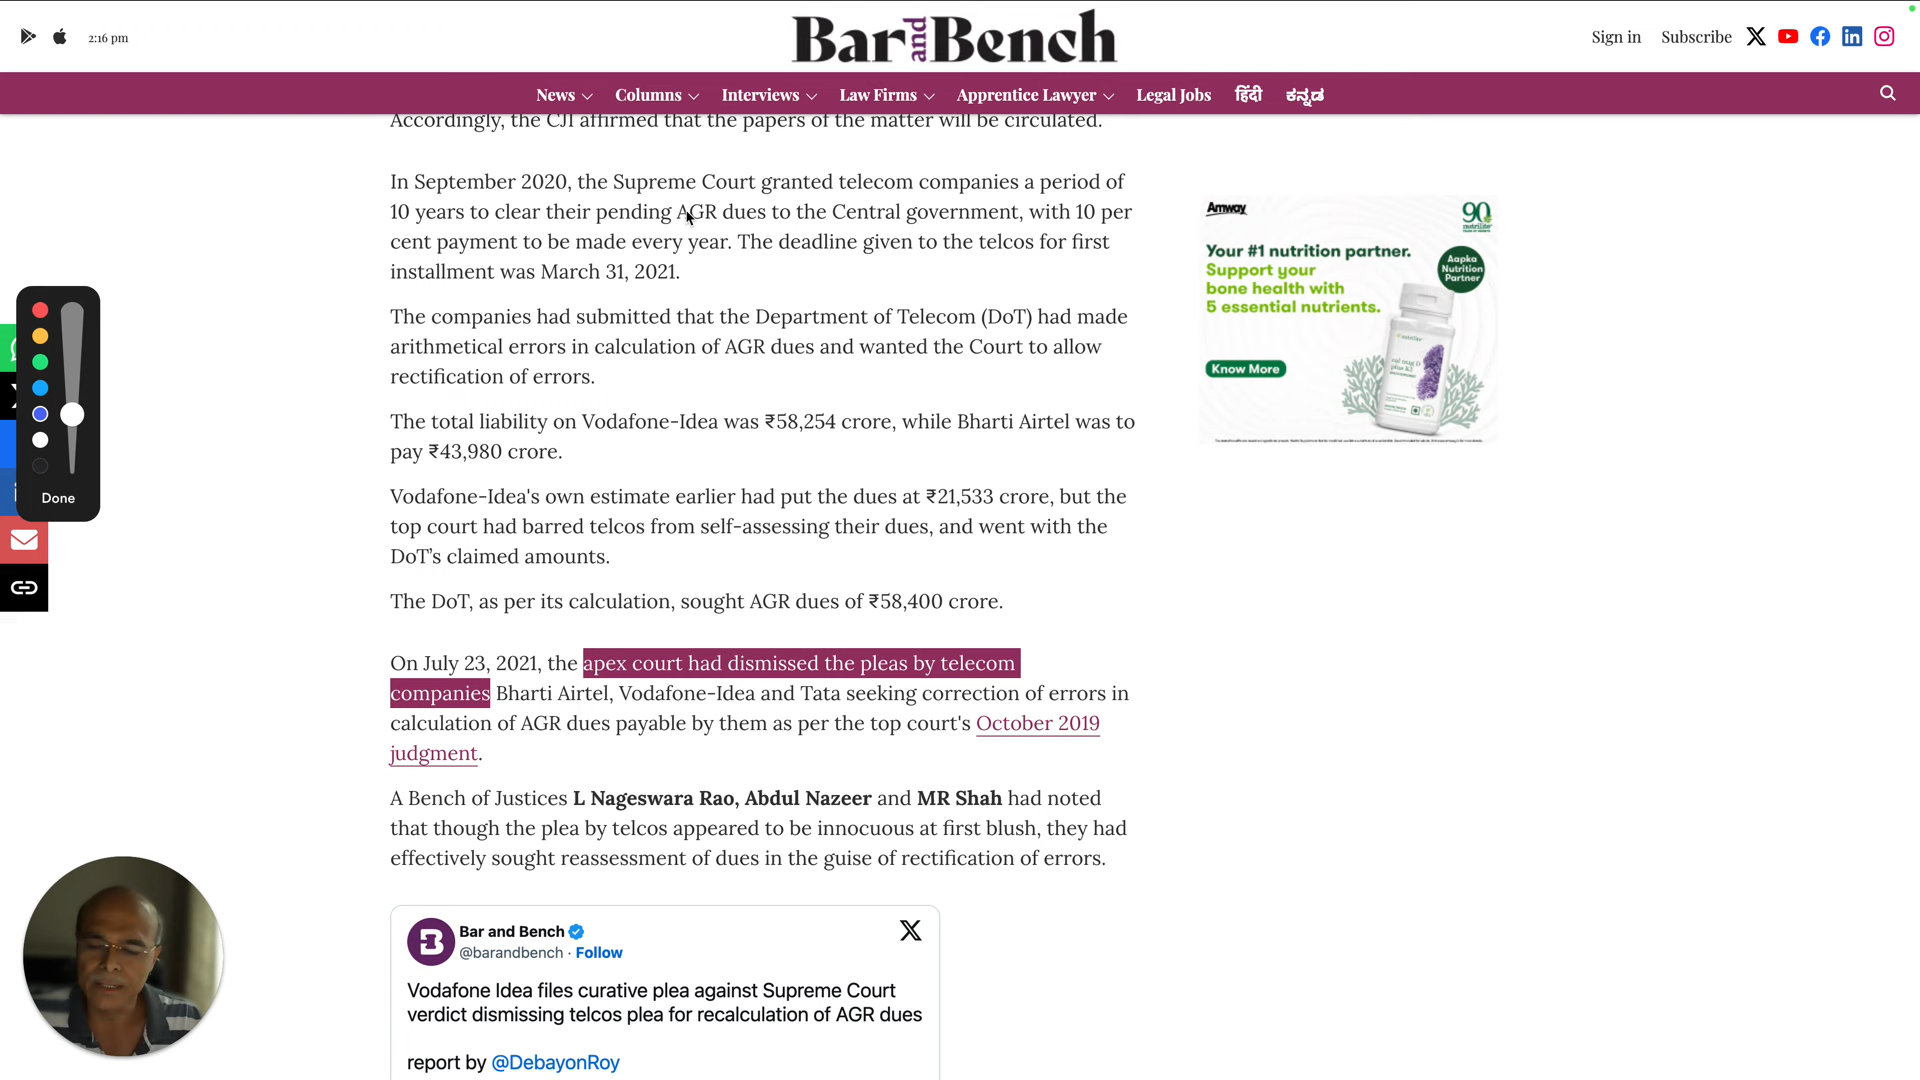 2:16 pm
Bar and Bench
Sign in Subscribe
News Columns Interviews Law Firms Apprentice Lawyer Legal Jobs हिंदी ಕನ್ನಡ
Accordingly, the CJI affirmed that the papers of the matter will be circulated.
In September 2020, the Supreme Court granted telecom companies a period of
10 years to clear their pending AGR dues to the Central government, with 10 per
cent payment to be made every year. The deadline given to the telcos for first
installment was March 31, 2021.
The companies had submitted that the Department of Telecom (DoT) had made
arithmetical errors in calculation of AGR dues and wanted the Court to allow
rectification of errors.
The total liability on Vodafone-Idea was ₹58,254 crore, while Bharti Airtel was to
pay ₹43,980 crore.
Vodafone-Idea's own estimate earlier had put the dues at ₹21,533 crore, but the
top court had barred telcos from self-assessing their dues, and went with the
DoT’s claimed amounts.
The DoT, as per its calculation, sought AGR dues of ₹58,400 crore.
On July 23, 2021, the apex court had dismissed the pleas by telecom
companies Bharti Airtel, Vodafone-Idea and Tata seeking correction of errors in
calculation of AGR dues payable by them as per the top court's October 2019
judgment.
A Bench of Justices L Nageswara Rao, Abdul Nazeer and MR Shah had noted
that though the plea by telcos appeared to be innocuous at first blush, they had
effectively sought reassessment of dues in the guise of rectification of errors.
Bar and Bench
@barandbench · Follow
Vodafone Idea files curative plea against Supreme Court
verdict dismissing telcos plea for recalculation of AGR dues
report by @DebayonRoy
Done
Amway
90
nutrilite
Your #1 nutrition partner.
Support your
bone health with
5 essential nutrients.
Aapka
Nutrition
Partner
Know More